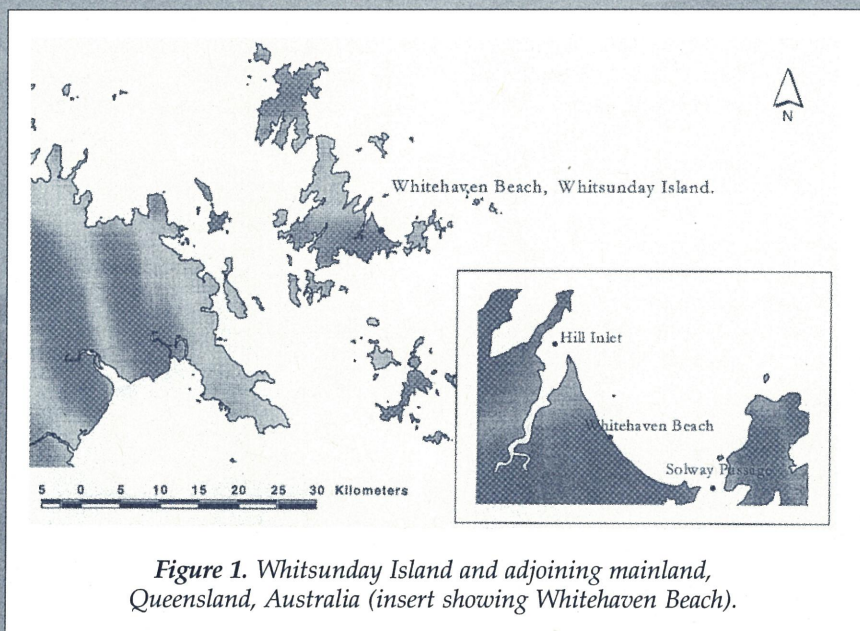 N
Whitehaven Beach, Whitsunday Island.
Hill Inlet
Whitehaven Beach
Solway Passage
5 0 5 10 15 20 25 30 Kilometers
Figure 1. Whitsunday Island and adjoining mainland,
Queensland, Australia (insert showing Whitehaven Beach).